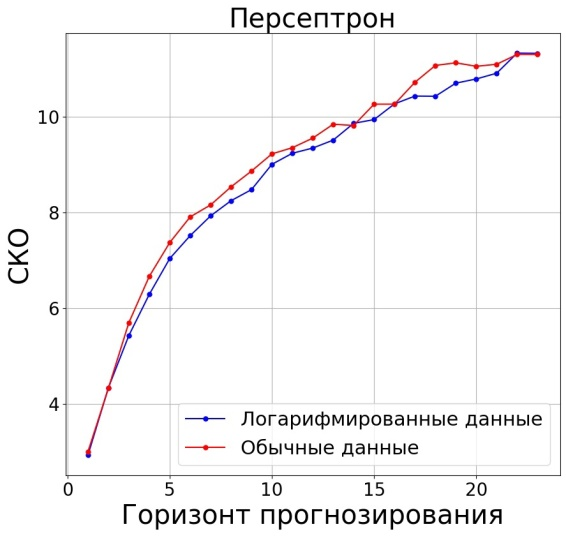 Персептрон
10
8
6
4
СКО
Логарифмированные данные
Обычные данные
0 5 10 15 20
Горизонт прогнозирования